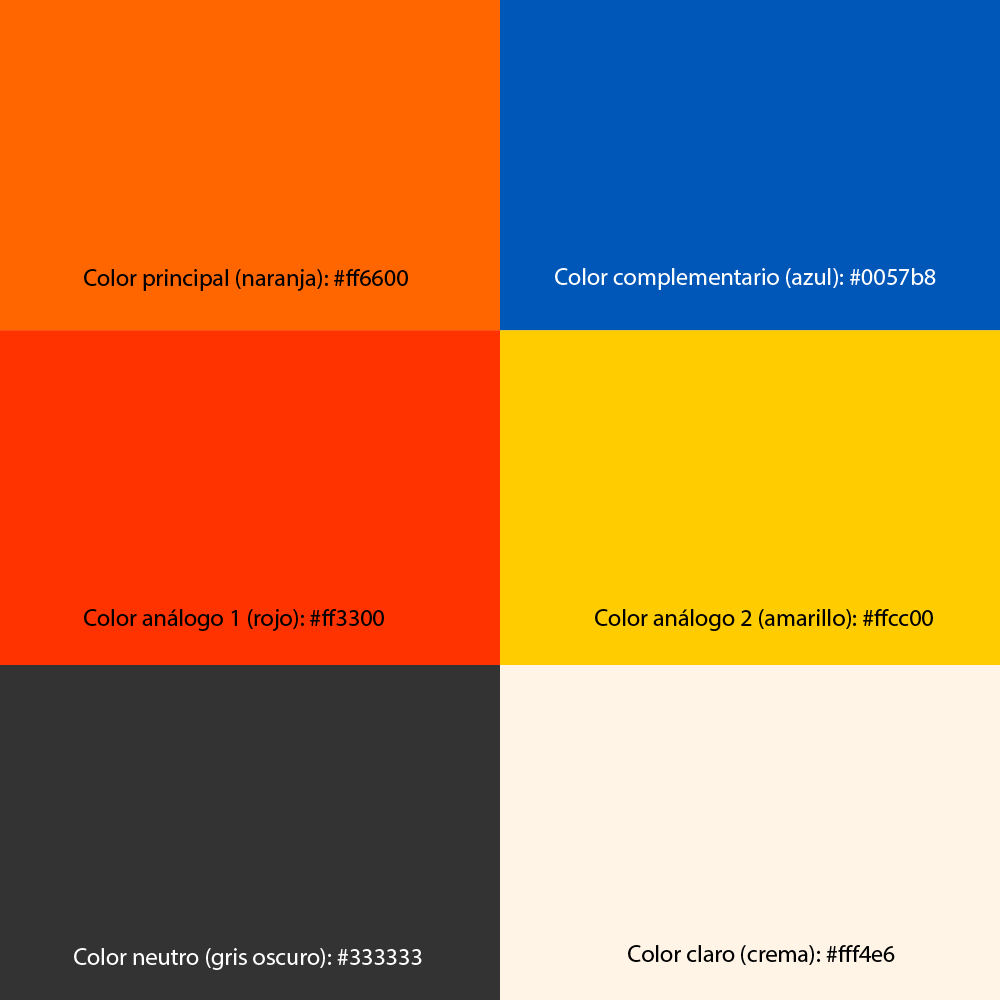 Color principal (naranja): #ff6600
Color complementario (azul): #0057b8
Color análogo 1 (rojo): #ff3300
Color análogo 2 (amarillo): #ffcc00
Color neutro (gris oscuro): #333333
Color claro (crema): #fff4e6